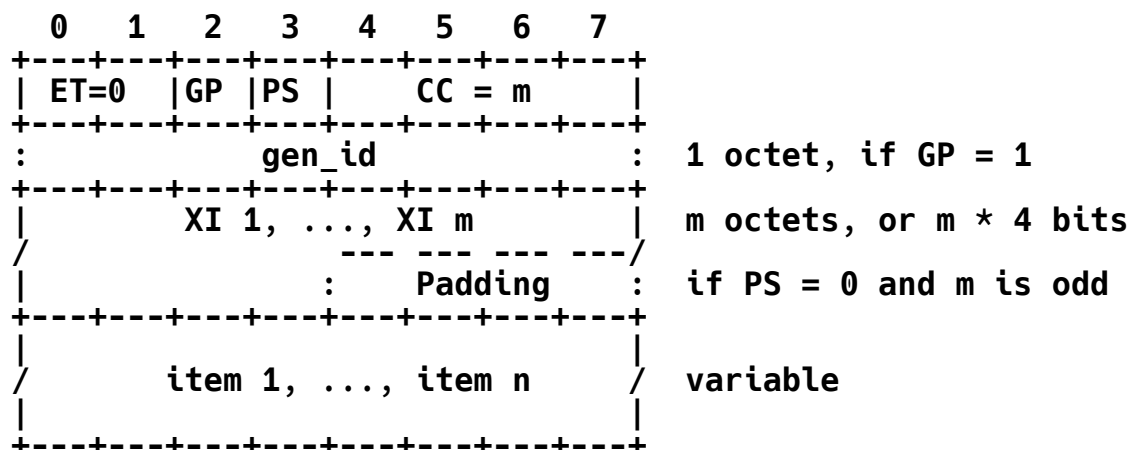 0   1   2   3   4   5   6   7
+---+---+---+---+---+---+---+---+
| ET=0  |GP |PS |    CC = m     |
+---+---+---+---+---+---+---+---+
:            gen_id             :  1 octet, if GP = 1
+---+---+---+---+---+---+---+---+
|        XI 1, ..., XI m        |  m octets, or m * 4 bits
/                --- --- --- ---/
|               :    Padding    :  if PS = 0 and m is odd
+---+---+---+---+---+---+---+---+
|                               |
/       item 1, ..., item n     /  variable
|                               |
+---+---+---+---+---+---+---+---+